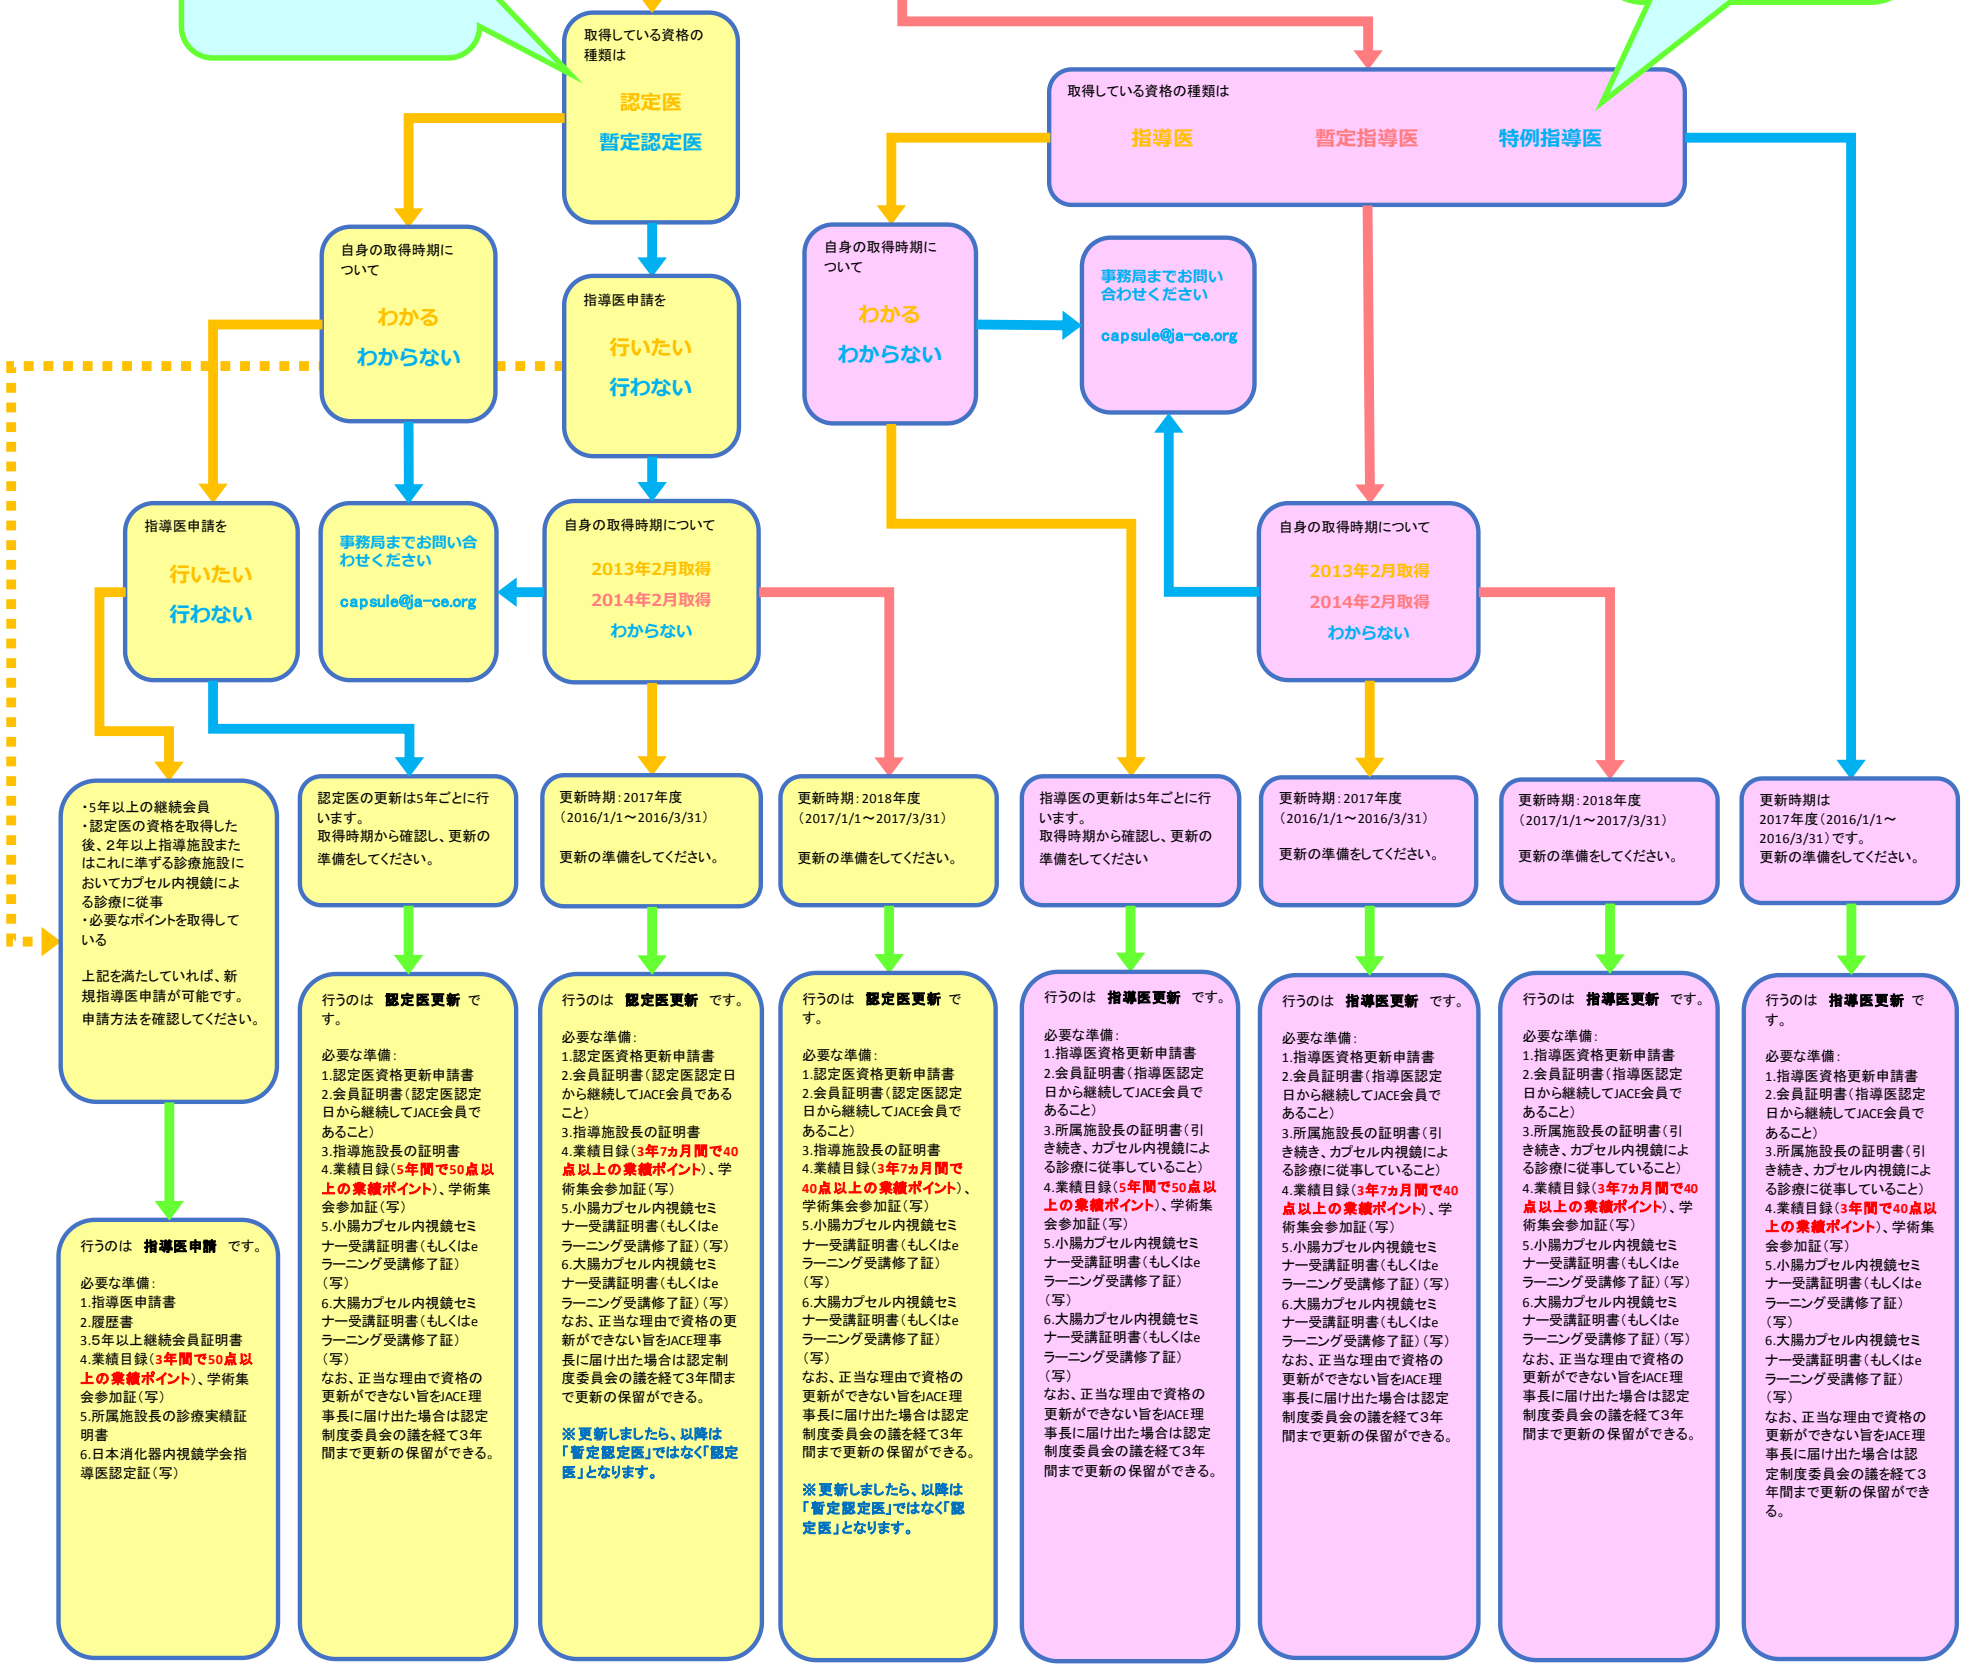 取得している資格の
種類は
認定医
暫定認定医
取得している資格の種類は
指導医
暫定指導医
特例指導医
自身の取得時期に
ついて
わかる
わからない
指導医申請を
行いたい
行わない
自身の取得時期に
ついて
わかる
わからない
事務局までお問い
合わせください
capsule@ja-ce.org
指導医申請を
行いたい
行わない
事務局までお問い合
わせください
capsule@ja-ce.org
自身の取得時期について
2013年2月取得
2014年2月取得
わからない
自身の取得時期について
2013年2月取得
2014年2月取得
わからない
・5年以上の継続会員
・認定医の資格を取得した
後、２年以上指導施設また
はこれに準ずる診療施設に
おいてカプセル内視鏡によ
る診療に従事
・必要なポイントを取得して
いる
上記を満たしていれば、新
規指導医申請が可能です。
申請方法を確認してください。
認定医の更新は5年ごとに行
います。
取得時期から確認し、更新の
準備をしてください。
更新時期：2017年度
（2016/1/1～2016/3/31）
更新の準備をしてください。
更新時期：2018年度
（2017/1/1～2017/3/31）
更新の準備をしてください。
指導医の更新は5年ごとに行
います。
取得時期から確認し、更新の
準備をしてください
更新時期：2017年度
（2016/1/1～2016/3/31）
更新の準備をしてください。
更新時期：2018年度
（2017/1/1～2017/3/31）
更新の準備をしてください。
更新時期は
2017年度（2016/1/1～
2016/3/31）です。
更新の準備をしてください。
行うのは 指導医申請 です。
必要な準備：
1.指導医申請書
2.履歴書
3.５年以上継続会員証明書
4.業績目録（3年間で50点以
上の業績ポイント）、学術集
会参加証（写）
5.所属施設長の診療実績証
明書
6.日本消化器内視鏡学会指
導医認定証（写）
行うのは 認定医更新 で
す。
必要な準備：
1.認定医資格更新申請書
2.会員証明書（認定医認定
日から継続してJACE会員で
あること）
3.指導施設長の証明書
4.業績目録（5年間で50点以
上の業績ポイント）、学術集
会参加証（写）
5.小腸カプセル内視鏡セミ
ナー受講証明書（もしくはe
ラーニング受講修了証）
（写）
6.大腸カプセル内視鏡セミ
ナー受講証明書（もしくはe
ラーニング受講修了証）
（写）
なお、正当な理由で資格の
更新ができない旨をJACE理
事長に届け出た場合は認定
制度委員会の議を経て３年
間まで更新の保留ができる。
行うのは 認定医更新 です。
必要な準備：
1.認定医資格更新申請書
2.会員証明書（認定医認定日
から継続してJACE会員である
こと）
3.指導施設長の証明書
4.業績目録（3年7ヵ月間で40
点以上の業績ポイント）、学
術集会参加証（写）
5.小腸カプセル内視鏡セミ
ナー受講証明書（もしくはe
ラーニング受講修了証）（写）
6.大腸カプセル内視鏡セミ
ナー受講証明書（もしくはe
ラーニング受講修了証）（写）
なお、正当な理由で資格の更
新ができない旨をJACE理事
長に届け出た場合は認定制
度委員会の議を経て３年間ま
で更新の保留ができる。
※更新しましたら、以降は
「暫定認定医」ではなく「認定
医」となります。
行うのは 認定医更新 で
す。
必要な準備：
1.認定医資格更新申請書
2.会員証明書（認定医認定
日から継続してJACE会員で
あること）
3.指導施設長の証明書
4.業績目録（3年7ヵ月間で
40点以上の業績ポイント）、
学術集会参加証（写）
5.小腸カプセル内視鏡セミ
ナー受講証明書（もしくはe
ラーニング受講修了証）
（写）
6.大腸カプセル内視鏡セミ
ナー受講証明書（もしくはe
ラーニング受講修了証）
（写）
なお、正当な理由で資格の
更新ができない旨をJACE理
事長に届け出た場合は認定
制度委員会の議を経て３年
間まで更新の保留ができる。
※更新しましたら、以降は
「暫定認定医」ではなく「認
定医」となります。
行うのは 指導医更新 です。
必要な準備：
1.指導医資格更新申請書
2.会員証明書（指導医認定
日から継続してJACE会員で
あること）
3.所属施設長の証明書（引
き続き、カプセル内視鏡によ
る診療に従事していること）
4.業績目録（5年間で50点以
上の業績ポイント）、学術集
会参加証（写）
5.小腸カプセル内視鏡セミ
ナー受講証明書（もしくはe
ラーニング受講修了証）
（写）
6.大腸カプセル内視鏡セミ
ナー受講証明書（もしくはe
ラーニング受講修了証）
（写）
なお、正当な理由で資格の
更新ができない旨をJACE理
事長に届け出た場合は認定
制度委員会の議を経て３年
間まで更新の保留ができる。
行うのは 指導医更新 です。
必要な準備：
1.指導医資格更新申請書
2.会員証明書（指導医認定
日から継続してJACE会員で
あること）
3.所属施設長の証明書（引
き続き、カプセル内視鏡によ
る診療に従事していること）
4.業績目録（3年7ヵ月間で40
点以上の業績ポイント）、学
術集会参加証（写）
5.小腸カプセル内視鏡セミ
ナー受講証明書（もしくはe
ラーニング受講修了証）（写）
6.大腸カプセル内視鏡セミ
ナー受講証明書（もしくはe
ラーニング受講修了証）（写）
なお、正当な理由で資格の
更新ができない旨をJACE理
事長に届け出た場合は認定
制度委員会の議を経て３年
間まで更新の保留ができる。
行うのは 指導医更新 です。
必要な準備：
1.指導医資格更新申請書
2.会員証明書（指導医認定
日から継続してJACE会員で
あること）
3.所属施設長の証明書（引
き続き、カプセル内視鏡によ
る診療に従事していること）
4.業績目録（3年7ヵ月間で40
点以上の業績ポイント）、学
術集会参加証（写）
5.小腸カプセル内視鏡セミ
ナー受講証明書（もしくはe
ラーニング受講修了証）（写）
6.大腸カプセル内視鏡セミ
ナー受講証明書（もしくはe
ラーニング受講修了証）（写）
なお、正当な理由で資格の
更新ができない旨をJACE理
事長に届け出た場合は認定
制度委員会の議を経て３年
間まで更新の保留ができる。
行うのは 指導医更新 で
す。
必要な準備：
1.指導医資格更新申請書
2.会員証明書（指導医認定
日から継続してJACE会員で
あること）
3.所属施設長の証明書（引
き続き、カプセル内視鏡によ
る診療に従事していること）
4.業績目録（3年間で40点以
上の業績ポイント）、学術集
会参加証（写）
5.小腸カプセル内視鏡セミ
ナー受講証明書（もしくはe
ラーニング受講修了証）
（写）
6.大腸カプセル内視鏡セミ
ナー受講証明書（もしくはe
ラーニング受講修了証）
（写）
なお、正当な理由で資格の
更新ができない旨をJACE理
事長に届け出た場合は認
定制度委員会の議を経て３
年間まで更新の保留ができ
る。